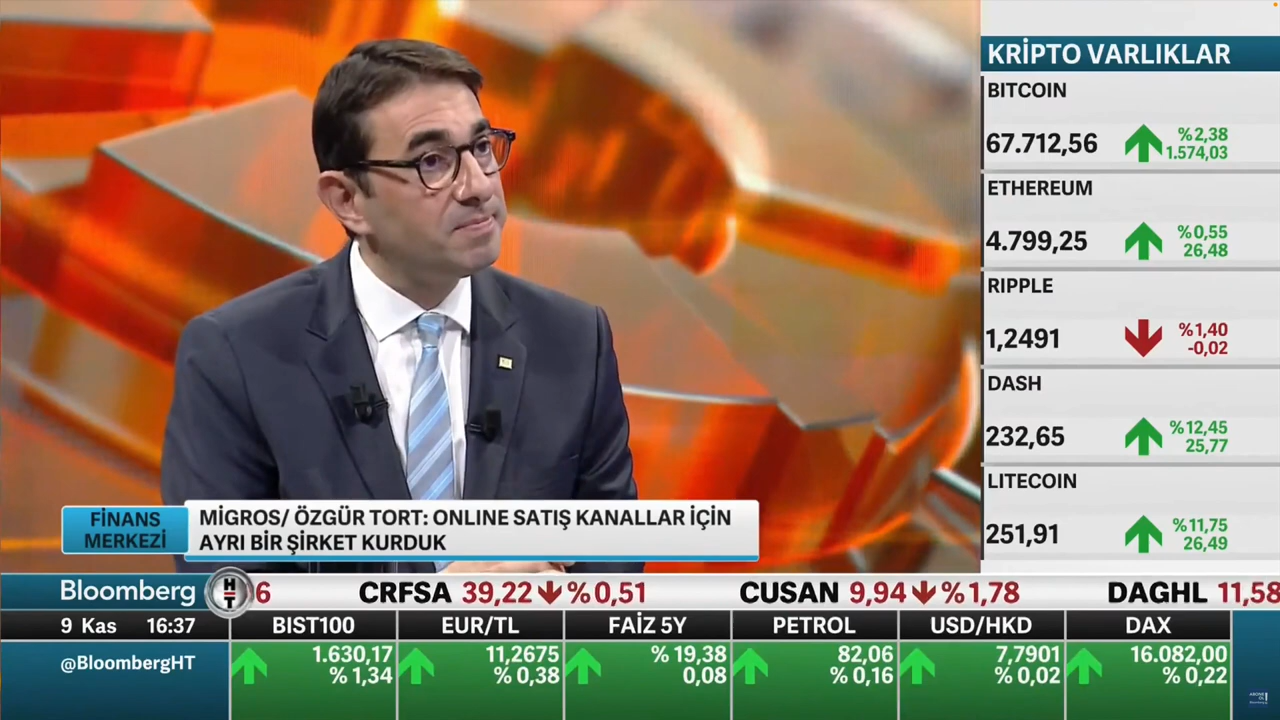 KRİPTO VARLIKLAR
BITCOIN
67.712,56 %2,38
1.574,03
ETHEREUM
4.799,25 %0,55
26,48
RIPPLE
1,2491 %1,40
-0,02
DASH
232,65 %12,45
25,77
LITECOIN
251,91 %11,75
26,49
FİNANS
MERKEZİ
MİGROS/ ÖZGÜR TORT: ONLINE SATIŞ KANALLAR İÇİN
AYRI BİR ŞİRKET KURDUK
Bloomberg HT 6 CRFSA 39,22 %0,51 CUSAN 9,94 %1,78 DAGHL 11,58
9 Kas 16:37 BIST100 EUR/TL FAİZ 5Y PETROL USD/HKD DAX
@BloombergHT 1.630,17 11,2675 % 19,38 82,06 7,7901 16.082,00
% 1,34 % 0,38 0,08 % 0,16 % 0,02 % 0,22